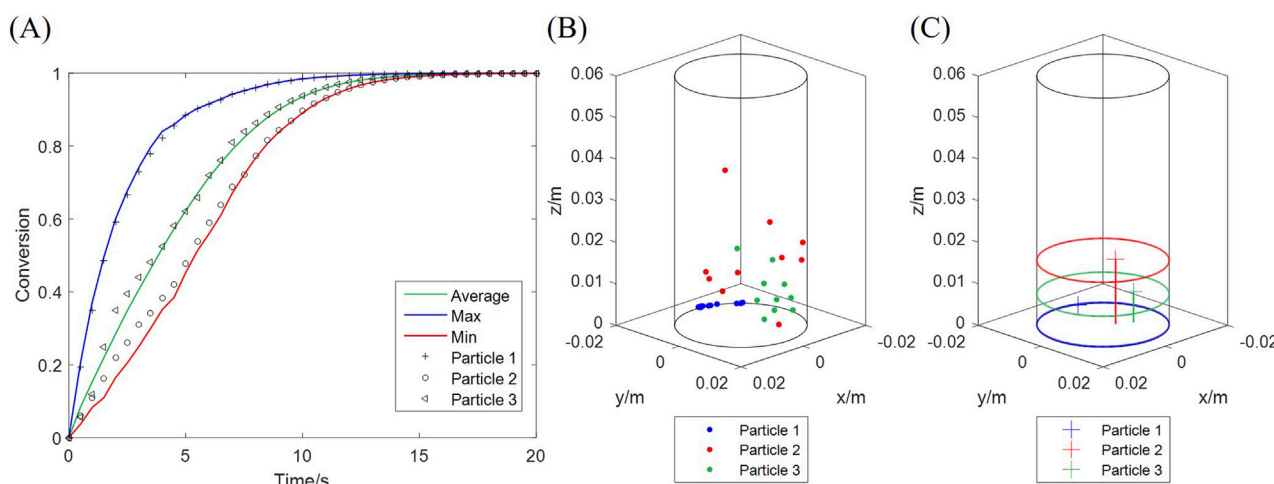 (A)
Conversion
1
0.8
0.6
0.4
0.2
0
0 5 10 15 20
Time/s
Average
Max
Min
Particle 1
Particle 2
Particle 3
(B)
z/m
0.06
0.05
0.04
0.03
0.02
0.01
0
-0.02 0 0.02
y/m
0.02 0 -0.02
x/m
Particle 1
Particle 2
Particle 3
(C)
z/m
0.06
0.05
0.04
0.03
0.02
0.01
0
-0.02 0 0.02
y/m
0.02 0 -0.02
x/m
Particle 1
Particle 2
Particle 3